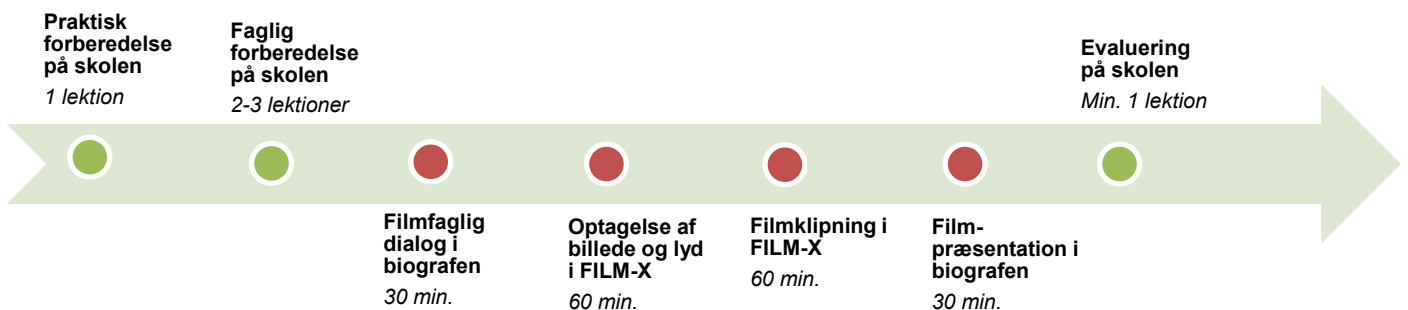 Praktisk
forberedelse
på skolen
1 lektion
Faglig
forberedelse
på skolen
2-3 lektioner
Filmfaglig
dialog i
biografen
30 min.
Optagelse af
billede og lyd
i FILM-X
60 min.
Filmklipning i
FILM-X
60 min.
Film-
præsentation i
biografen
30 min.
Evaluering
på skolen
Min. 1 lektion